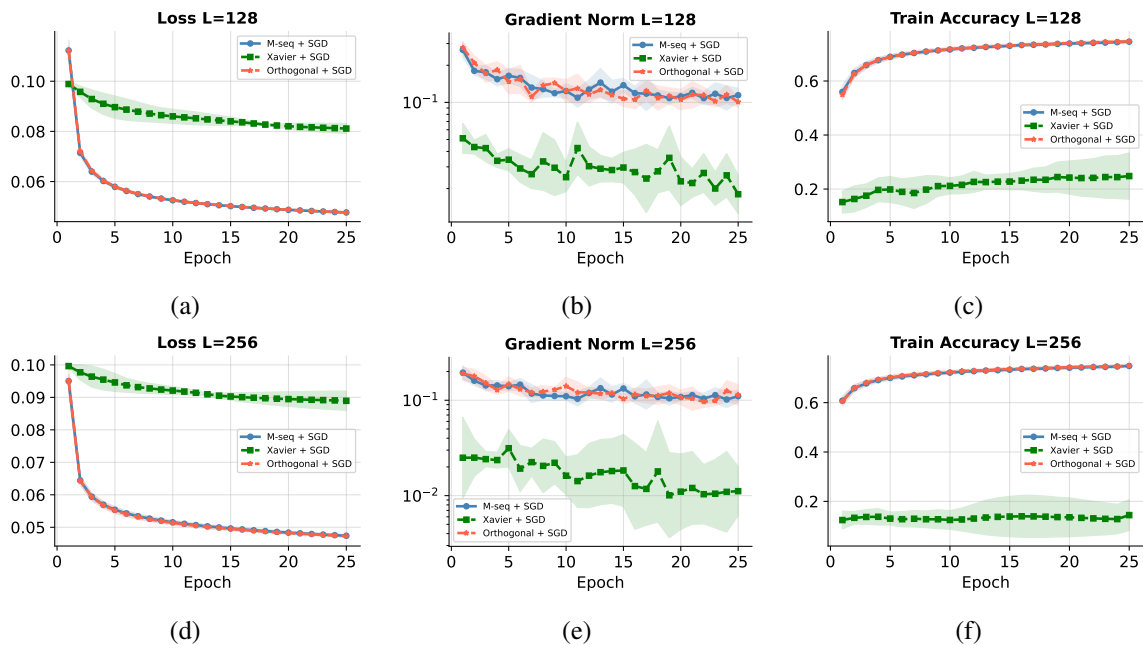 Loss L=128
0.10
0.08
0.06
M-seq + SGD
Xavier + SGD
Orthogonal + SGD
0 5 10 15 20 25
Epoch
(a)
Gradient Norm L=128
10⁻¹
M-seq + SGD
Xavier + SGD
Orthogonal + SGD
0 5 10 15 20 25
Epoch
(b)
Train Accuracy L=128
0.6
0.4
0.2
M-seq + SGD
Xavier + SGD
Orthogonal + SGD
0 5 10 15 20 25
Epoch
(c)
Loss L=256
0.10
0.09
0.08
0.07
0.06
0.05
M-seq + SGD
Xavier + SGD
Orthogonal + SGD
0 5 10 15 20 25
Epoch
(d)
Gradient Norm L=256
10⁻¹
10⁻²
M-seq + SGD
Xavier + SGD
Orthogonal + SGD
0 5 10 15 20 25
Epoch
(e)
Train Accuracy L=256
0.6
0.4
0.2
M-seq + SGD
Xavier + SGD
Orthogonal + SGD
0 5 10 15 20 25
Epoch
(f)